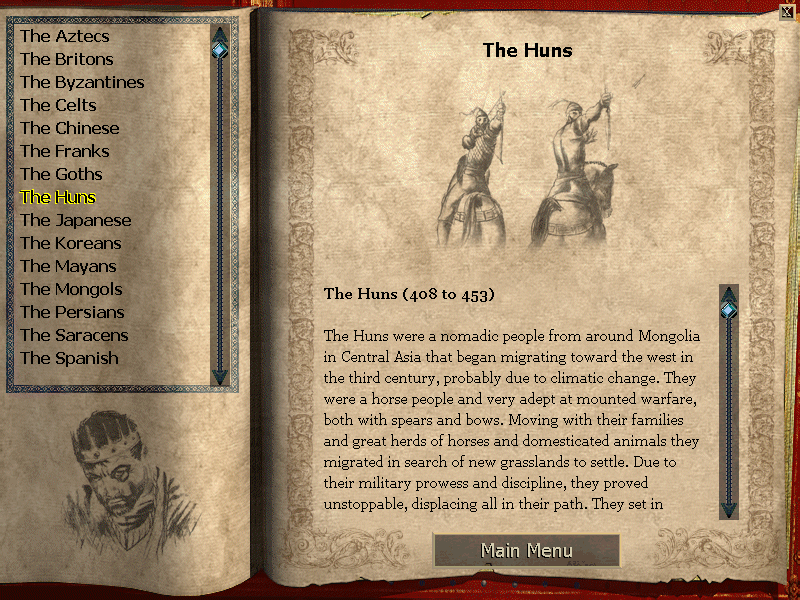 The Aztecs
The Britons
The Byzantines
The Celts
The Chinese
The Franks
The Goths
The Huns
The Japanese
The Koreans
The Mayans
The Mongols
The Persians
The Saracens
The Spanish
The Huns
The Huns (408 to 453)
The Huns were a nomadic people from around Mongolia
in Central Asia that began migrating toward the west in
the third century, probably due to climatic change. They
were a horse people and very adept at mounted warfare,
both with spears and bows. Moving with their families
and great herds of horses and domesticated animals they
migrated in search of new grasslands to settle. Due to
their military prowess and discipline, they proved
unstoppable, displacing all in their path. They set in
Main Menu